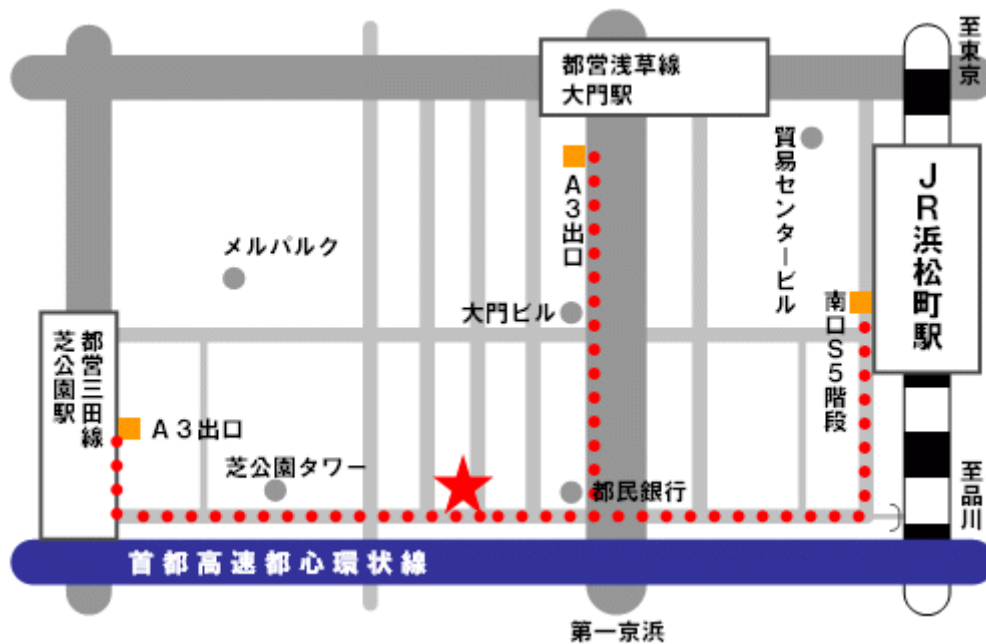 至東京
都営浅草線
大門駅
貿易センタービル
JR浜松町駅
A3出口
メルパルク
大門ビル
南口S5階段
都営三田線
芝公園駅
A3出口
芝公園タワー
都民銀行
至品川
首都高速都心環状線
第一京浜